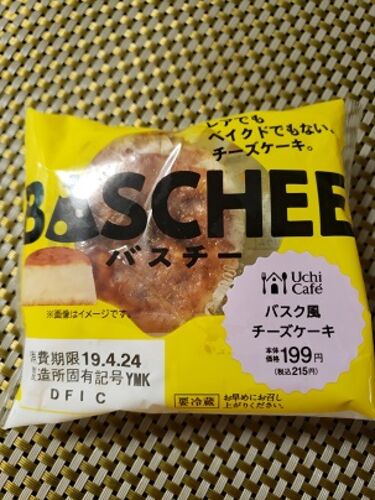 レアでも
ベイクドでもない、
チーズケーキ。
BASCHEE
バスチー
Uchi
Café
バスク風
チーズケーキ
本体
価格 199円
(税込215円)
※画像はイメージです。
消費期限19.4.24
製造所固有記号YMK
DFI C
要冷蔵
お早めにお召し
上がりください。